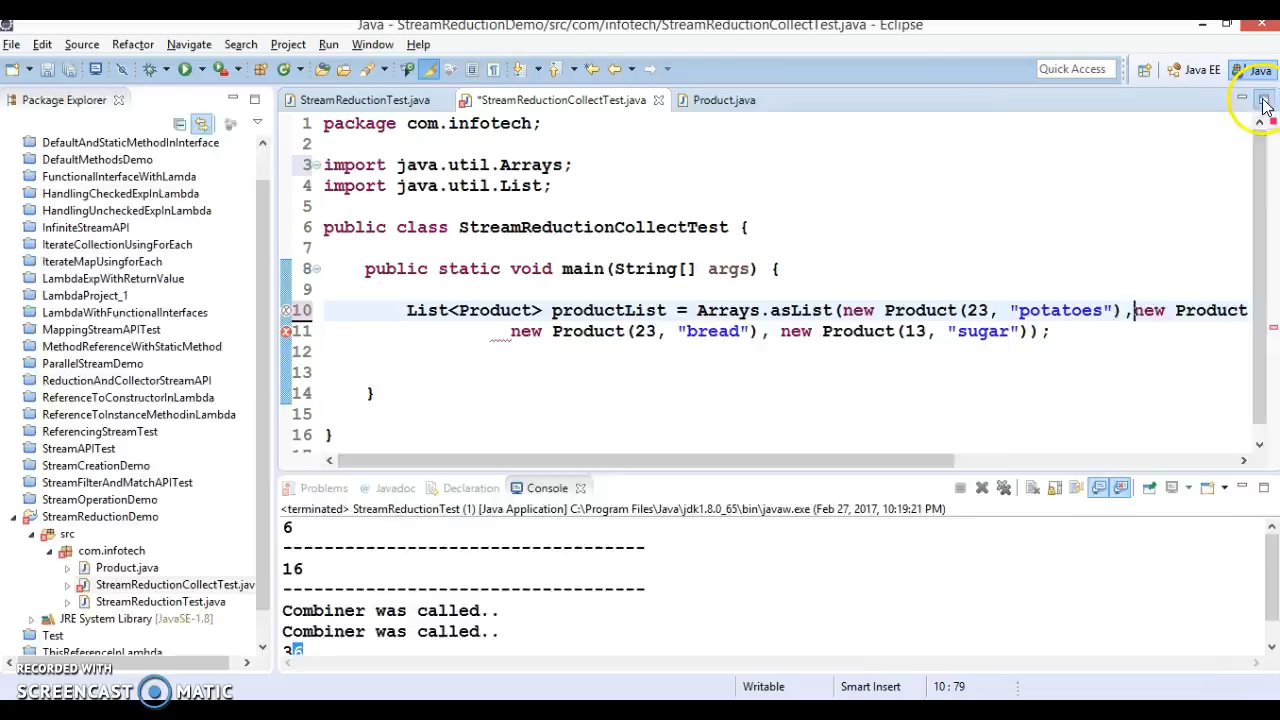 Java - StreamReductionDemo/src/com/infotech/StreamReductionCollectTest.java - Eclipse
File Edit Source Refactor Navigate Search Project Run Window Help
Quick Access Java EE Java
Package Explorer
StreamReductionTest.java *StreamReductionCollectTest.java Product.java
DefaultAndStaticMethodInInterface
DefaultMethodsDemo
FunctionalInterfaceWithLamda
HandlingCheckedExpInLambda
HandlingUncheckedExpInLambda
InfiniteStreamAPI
IterateCollectionUsingForEach
IterateMapUsingforEach
LambdaExpWithReturnValue
LambdaProject_1
LambdaWithFunctionalInterfaces
MappingStreamAPITest
MethodReferenceWithStaticMethod
ParallelStreamDemo
ReductionAndCollectorStreamAPI
ReferenceToConstructorInLambda
ReferenceToInstanceMethodinLambda
ReferencingStreamTest
StreamAPITest
StreamCreationDemo
StreamFilterAndMatchAPITest
StreamOperationDemo
StreamReductionDemo
src
com.infotech
Product.java
StreamReductionCollectTest.jav
StreamReductionTest.java
JRE System Library [JavaSE-1.8]
Test
ThisReferenceInLambda
1 package com.infotech;
2
3 import java.util.Arrays;
4 import java.util.List;
5
6 public class StreamReductionCollectTest {
7
8 public static void main(String[] args) {
9
10 List<Product> productList = Arrays.asList(new Product(23, "potatoes"),new Product
11 new Product(23, "bread"), new Product(13, "sugar"));
12
13
14 }
15
16 }
Problems Javadoc Declaration Console
<terminated> StreamReductionTest (1) [Java Application] C:\Program Files\Java\jdk1.8.0_65\bin\javaw.exe (Feb 27, 2017, 10:19:21 PM)
6
-----------------------------------
16
-----------------------------------
Combiner was called..
Combiner was called..
36
Writable Smart Insert 10 : 79
RECORDED WITH
SCREENCAST MATIC